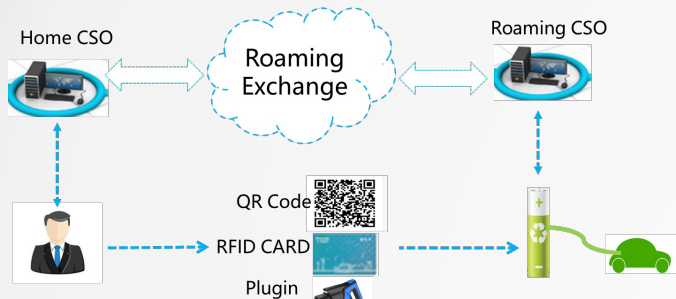 Home CSO
Roaming CSO
Roaming
Exchange
QR Code
RFID CARD
Plugin